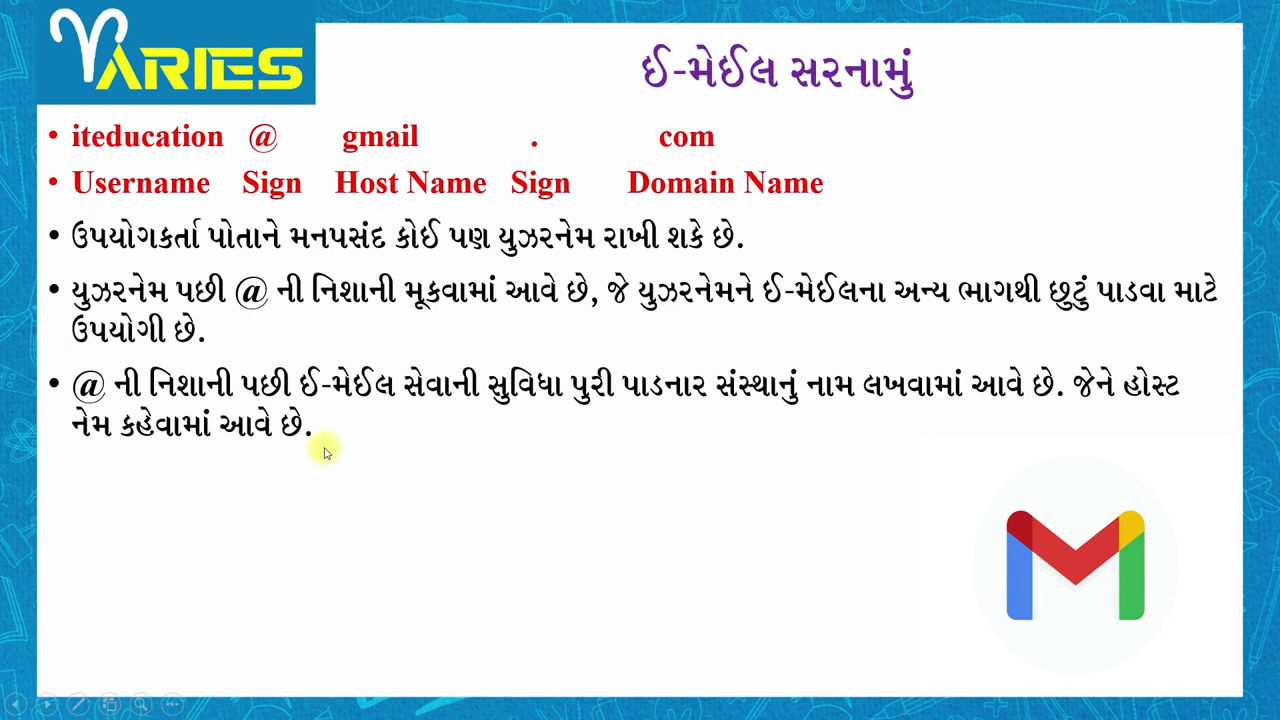 ARIES
ઈ-મેઈલ સરનામું
• iteducation @ gmail . com
• Username Sign Host Name Sign Domain Name
• ઉપયોગકર્તા પોતાને મનપસંદ કોઈ પણ યુઝરનેમ રાખી શકે છે.
• યુઝરનેમ પછી @ ની નિશાની મૂકવામાં આવે છે, જે યુઝરનેમને ઈ-મેઈલના અન્ય ભાગથી છુટું પાડવા માટે
ઉપયોગી છે.
• @ ની નિશાની પછી ઈ-મેઈલ સેવાની સુવિધા પુરી પાડનાર સંસ્થાનું નામ લખવામાં આવે છે. જેને હોસ્ટ
નેમ કહેવામાં આવે છે.